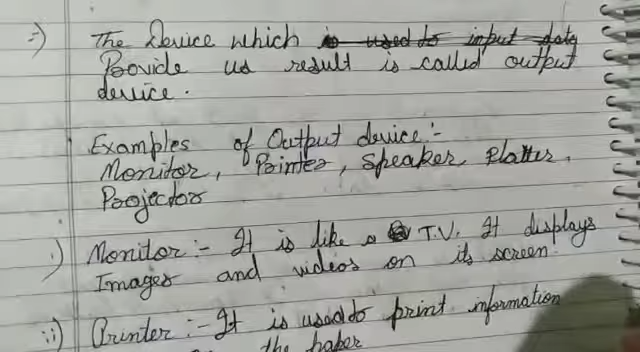 :-) The Device which is used to input data
Provide us result is called output
device.
Examples of Output device:-
Monitor, Printer, Speaker, Platter,
Projector
i) Monitor:- It is like a T.V. It displays
Images and videos on its screen.
ii) Printer:- It is used to print information
the paper